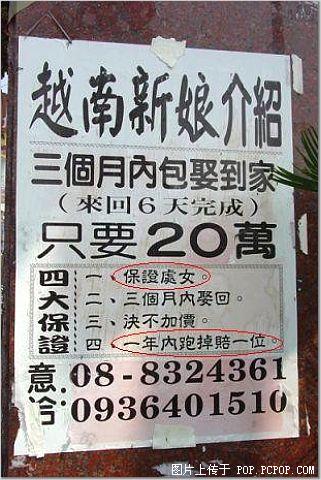 越南新娘介紹
三個月內包娶到家
（來回6天完成）
只要20萬
四大保證
一、保證處女。
二、三個月內娶回。
三、決不加價。
四、一年內跑掉賠一位。
意洽
08-8324361
0936401510
图片上传于 POP.PCPOP.COM